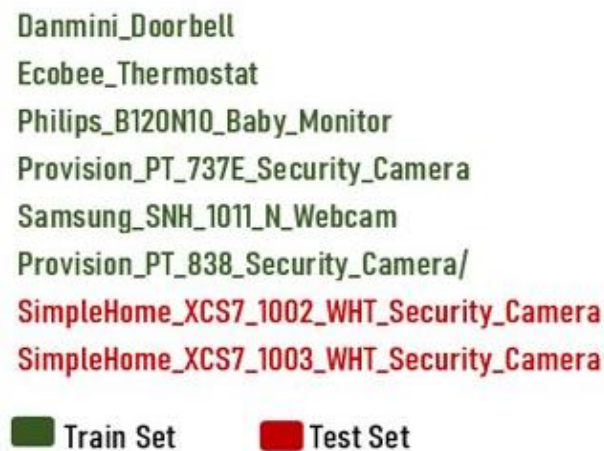 Danmini_Doorbell
Ecobee_Thermostat
Philips_B120N10_Baby_Monitor
Provision_PT_737E_Security_Camera
Samsung_SNH_1011_N_Webcam
Provision_PT_838_Security_Camera/
SimpleHome_XCS7_1002_WHT_Security_Camera
SimpleHome_XCS7_1003_WHT_Security_Camera
Train Set Test Set